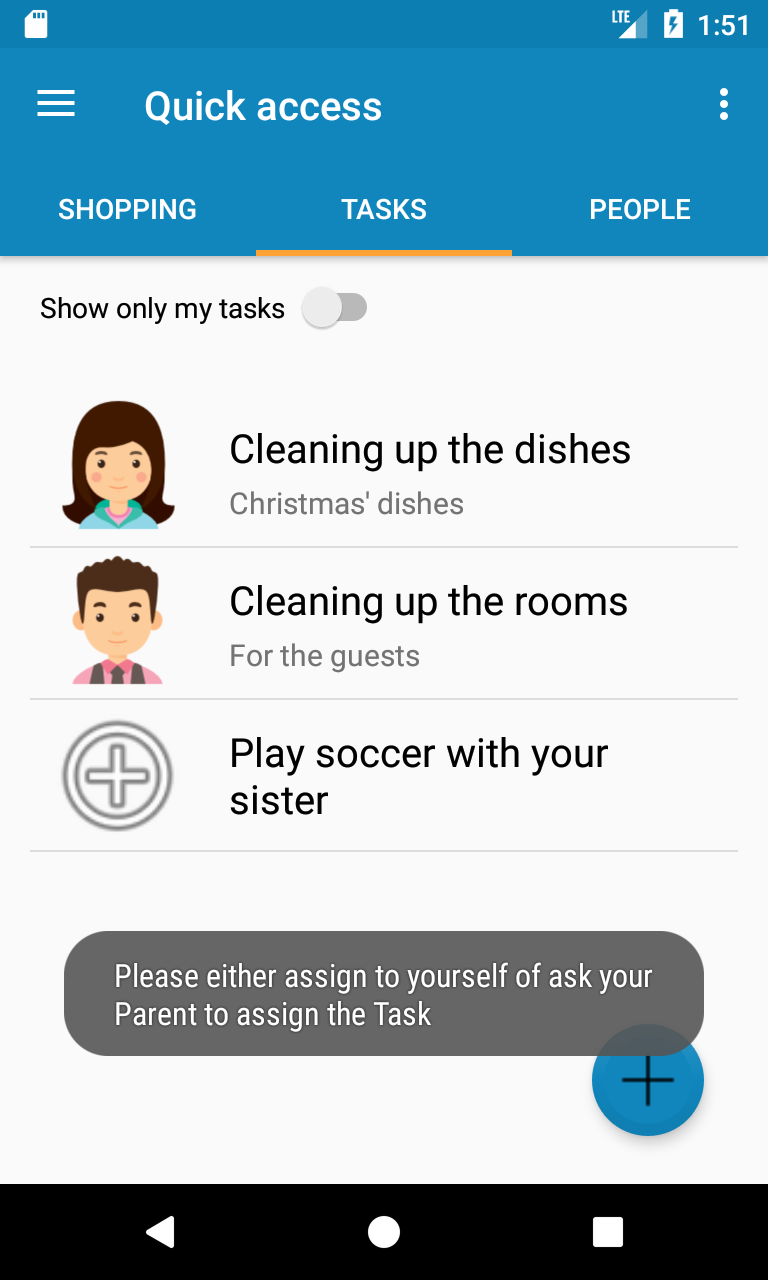 LTE 1:51
Quick access
SHOPPING TASKS PEOPLE
Show only my tasks
Cleaning up the dishes
Christmas' dishes
Cleaning up the rooms
For the guests
Play soccer with your
sister
Please either assign to yourself of ask your
Parent to assign the Task